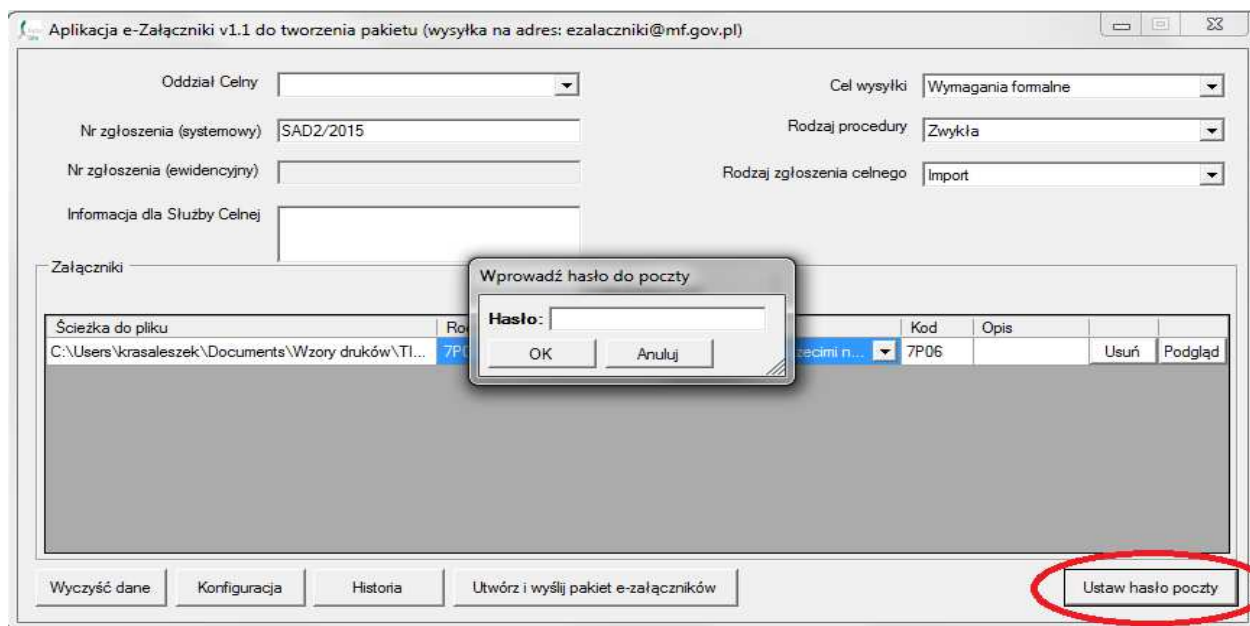 Aplikacja e-Załączniki v1.1 do tworzenia pakietu (wysyłka na adres: ezalaczniki@mf.gov.pl)
Oddział Celny
Cel wysyłki Wymagania formalne
Nr zgłoszenia (systemowy) SAD2/2015
Rodzaj procedury Zwykła
Nr zgłoszenia (ewidencyjny)
Rodzaj zgłoszenia celnego Import
Informacja dla Służby Celnej
Załączniki
Wprowadź hasło do poczty
Hasło:
OK Anuluj
Ścieżka do pliku Kod Opis
C:\Users\krasaleszek\Documents\Wzory druków\TI... 7P06 Usuń Podgląd
Wyczyść dane Konfiguracja Historia Utwórz i wyślij pakiet e-załączników Ustaw hasło poczty